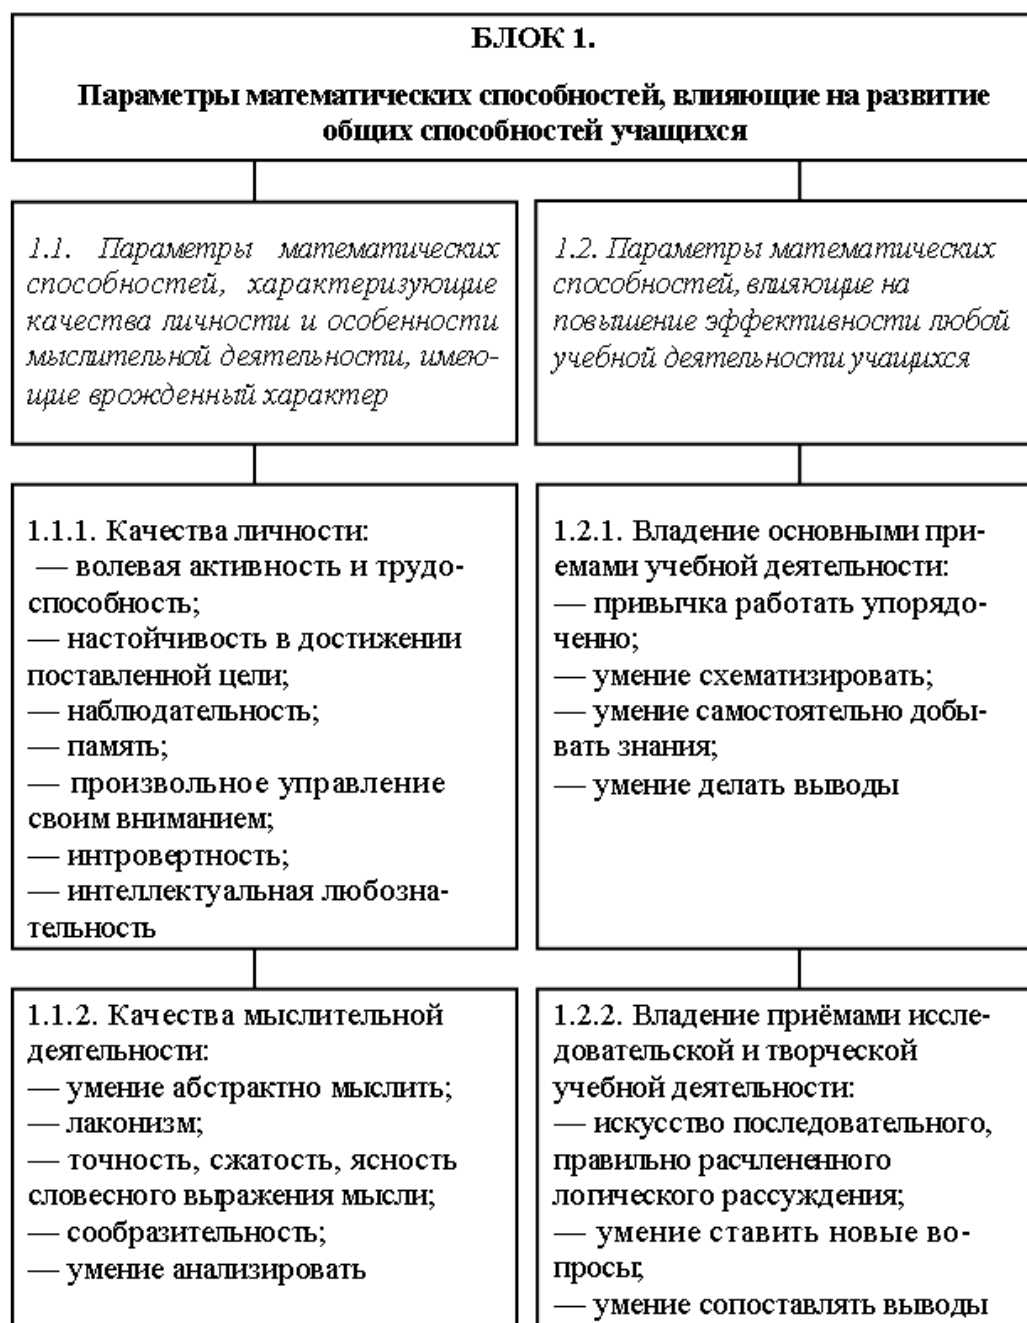 БЛОК 1.
Параметры математических способностей, влияющие на развитие
общих способностей учащихся
1.1. Параметры математических
способностей, характеризующие
качества личности и особенности
мыслительной деятельности, имею-
щие врожденный характер
1.2. Параметры математических
способностей, влияющие на
повышение эффективности любой
учебной деятельности учащихся
1.1.1. Качества личности:
— волевая активность и трудо-
способность;
— настойчивость в достижении
поставленной цели;
— наблюдательность;
— память;
— произвольное управление
своим вниманием;
— интровертность;
— интеллектуальная любозна-
тельность
1.2.1. Владение основными при-
емами учебной деятельности:
— привычка работать упорядо-
ченно;
— умение схематизировать;
— умение самостоятельно добы-
вать знания;
— умение делать выводы
1.1.2. Качества мыслительной
деятельности:
— умение абстрактно мыслить;
— лаконизм;
— точность, сжатость, ясность
словесного выражения мысли;
— сообразительность;
— умение анализировать
1.2.2. Владение приёмами иссле-
довательской и творческой
учебной деятельности:
— искусство последовательного,
правильно расчлененного
логического рассуждения;
— умение ставить новые во-
просы;
— умение сопоставлять выводы